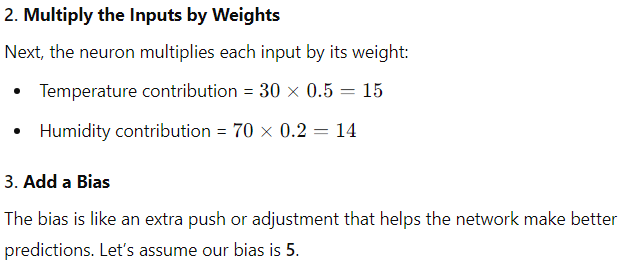 2. Multiply the Inputs by Weights
Next, the neuron multiplies each input by its weight:
• Temperature contribution = 30 × 0.5 = 15
• Humidity contribution = 70 × 0.2 = 14
3. Add a Bias
The bias is like an extra push or adjustment that helps the network make better
predictions. Let’s assume our bias is 5.